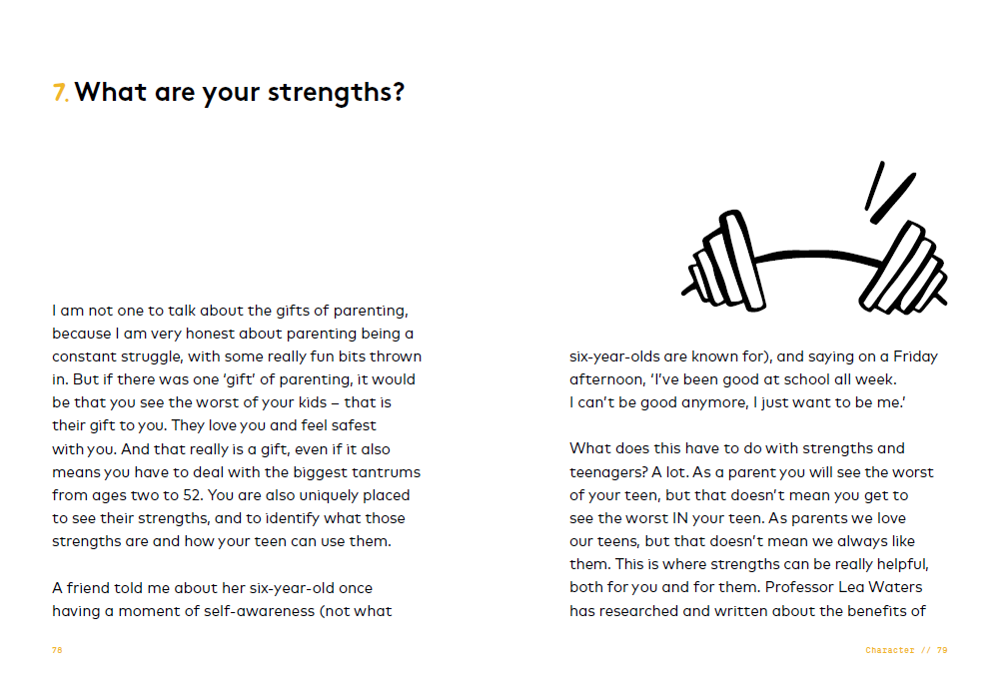 7. What are your strengths?
I am not one to talk about the gifts of parenting,
because I am very honest about parenting being a
constant struggle, with some really fun bits thrown
in. But if there was one ‘gift’ of parenting, it would
be that you see the worst of your kids – that is
their gift to you. They love you and feel safest
with you. And that really is a gift, even if it also
means you have to deal with the biggest tantrums
from ages two to 52. You are also uniquely placed
to see their strengths, and to identify what those
strengths are and how your teen can use them.
A friend told me about her six-year-old once
having a moment of self-awareness (not what
78
six-year-olds are known for), and saying on a Friday
afternoon, ‘I’ve been good at school all week.
I can’t be good anymore, I just want to be me.’
What does this have to do with strengths and
teenagers? A lot. As a parent you will see the worst
of your teen, but that doesn’t mean you get to
see the worst IN your teen. As parents we love
our teens, but that doesn’t mean we always like
them. This is where strengths can be really helpful,
both for you and for them. Professor Lea Waters
has researched and written about the benefits of
Character // 79